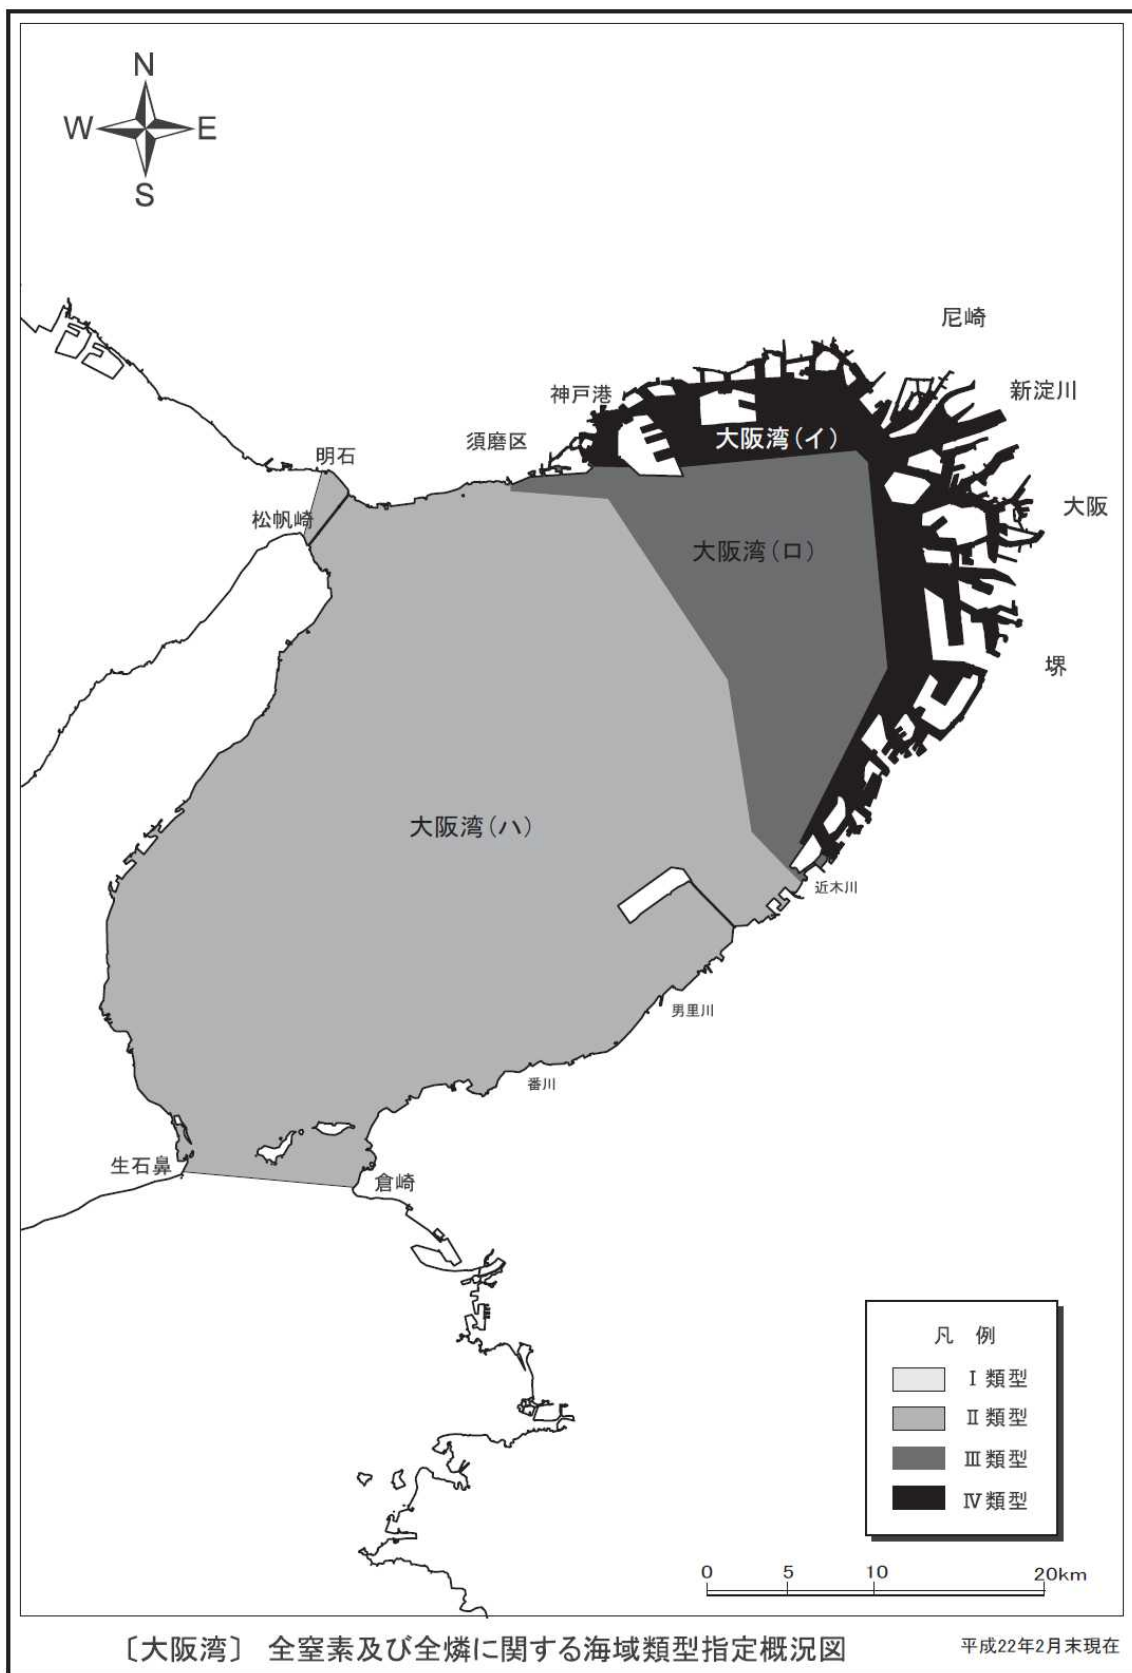 N
W E
S
尼崎
神戸港
新淀川
須磨区
大阪湾(イ)
明石
松帆崎
大阪
大阪湾(ロ)
堺
大阪湾(ハ)
近木川
男里川
番川
生石鼻
倉崎
凡 例
Ⅰ類型
Ⅱ類型
Ⅲ類型
Ⅳ類型
0 5 10 20km
〔大阪湾〕 全窒素及び全燐に関する海域類型指定概況図
平成22年2月末現在